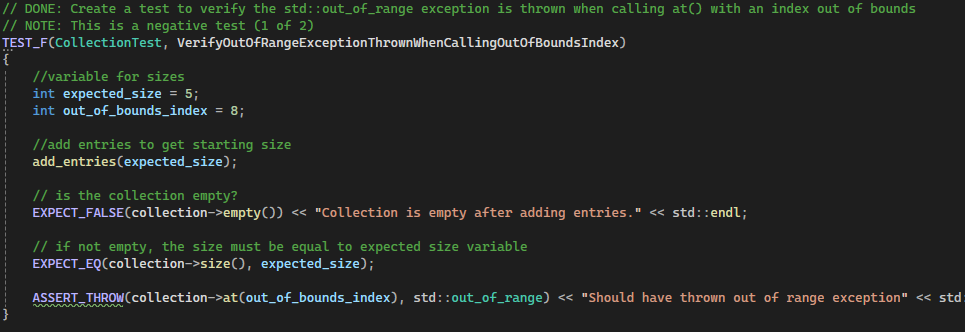 // DONE: Create a test to verify the std::out_of_range exception is thrown when calling at() with an index out of bounds
// NOTE: This is a negative test (1 of 2)
TEST_F(CollectionTest, VerifyOutOfRangeExceptionThrownWhenCallingOutOfBoundsIndex)
{
//variable for sizes
int expected_size = 5;
int out_of_bounds_index = 8;
//add entries to get starting size
add_entries(expected_size);
// is the collection empty?
EXPECT_FALSE(collection->empty()) << "Collection is empty after adding entries." << std::endl;
// if not empty, the size must be equal to expected size variable
EXPECT_EQ(collection->size(), expected_size);
ASSERT_THROW(collection->at(out_of_bounds_index), std::out_of_range) << "Should have thrown out of range exception" << std
}